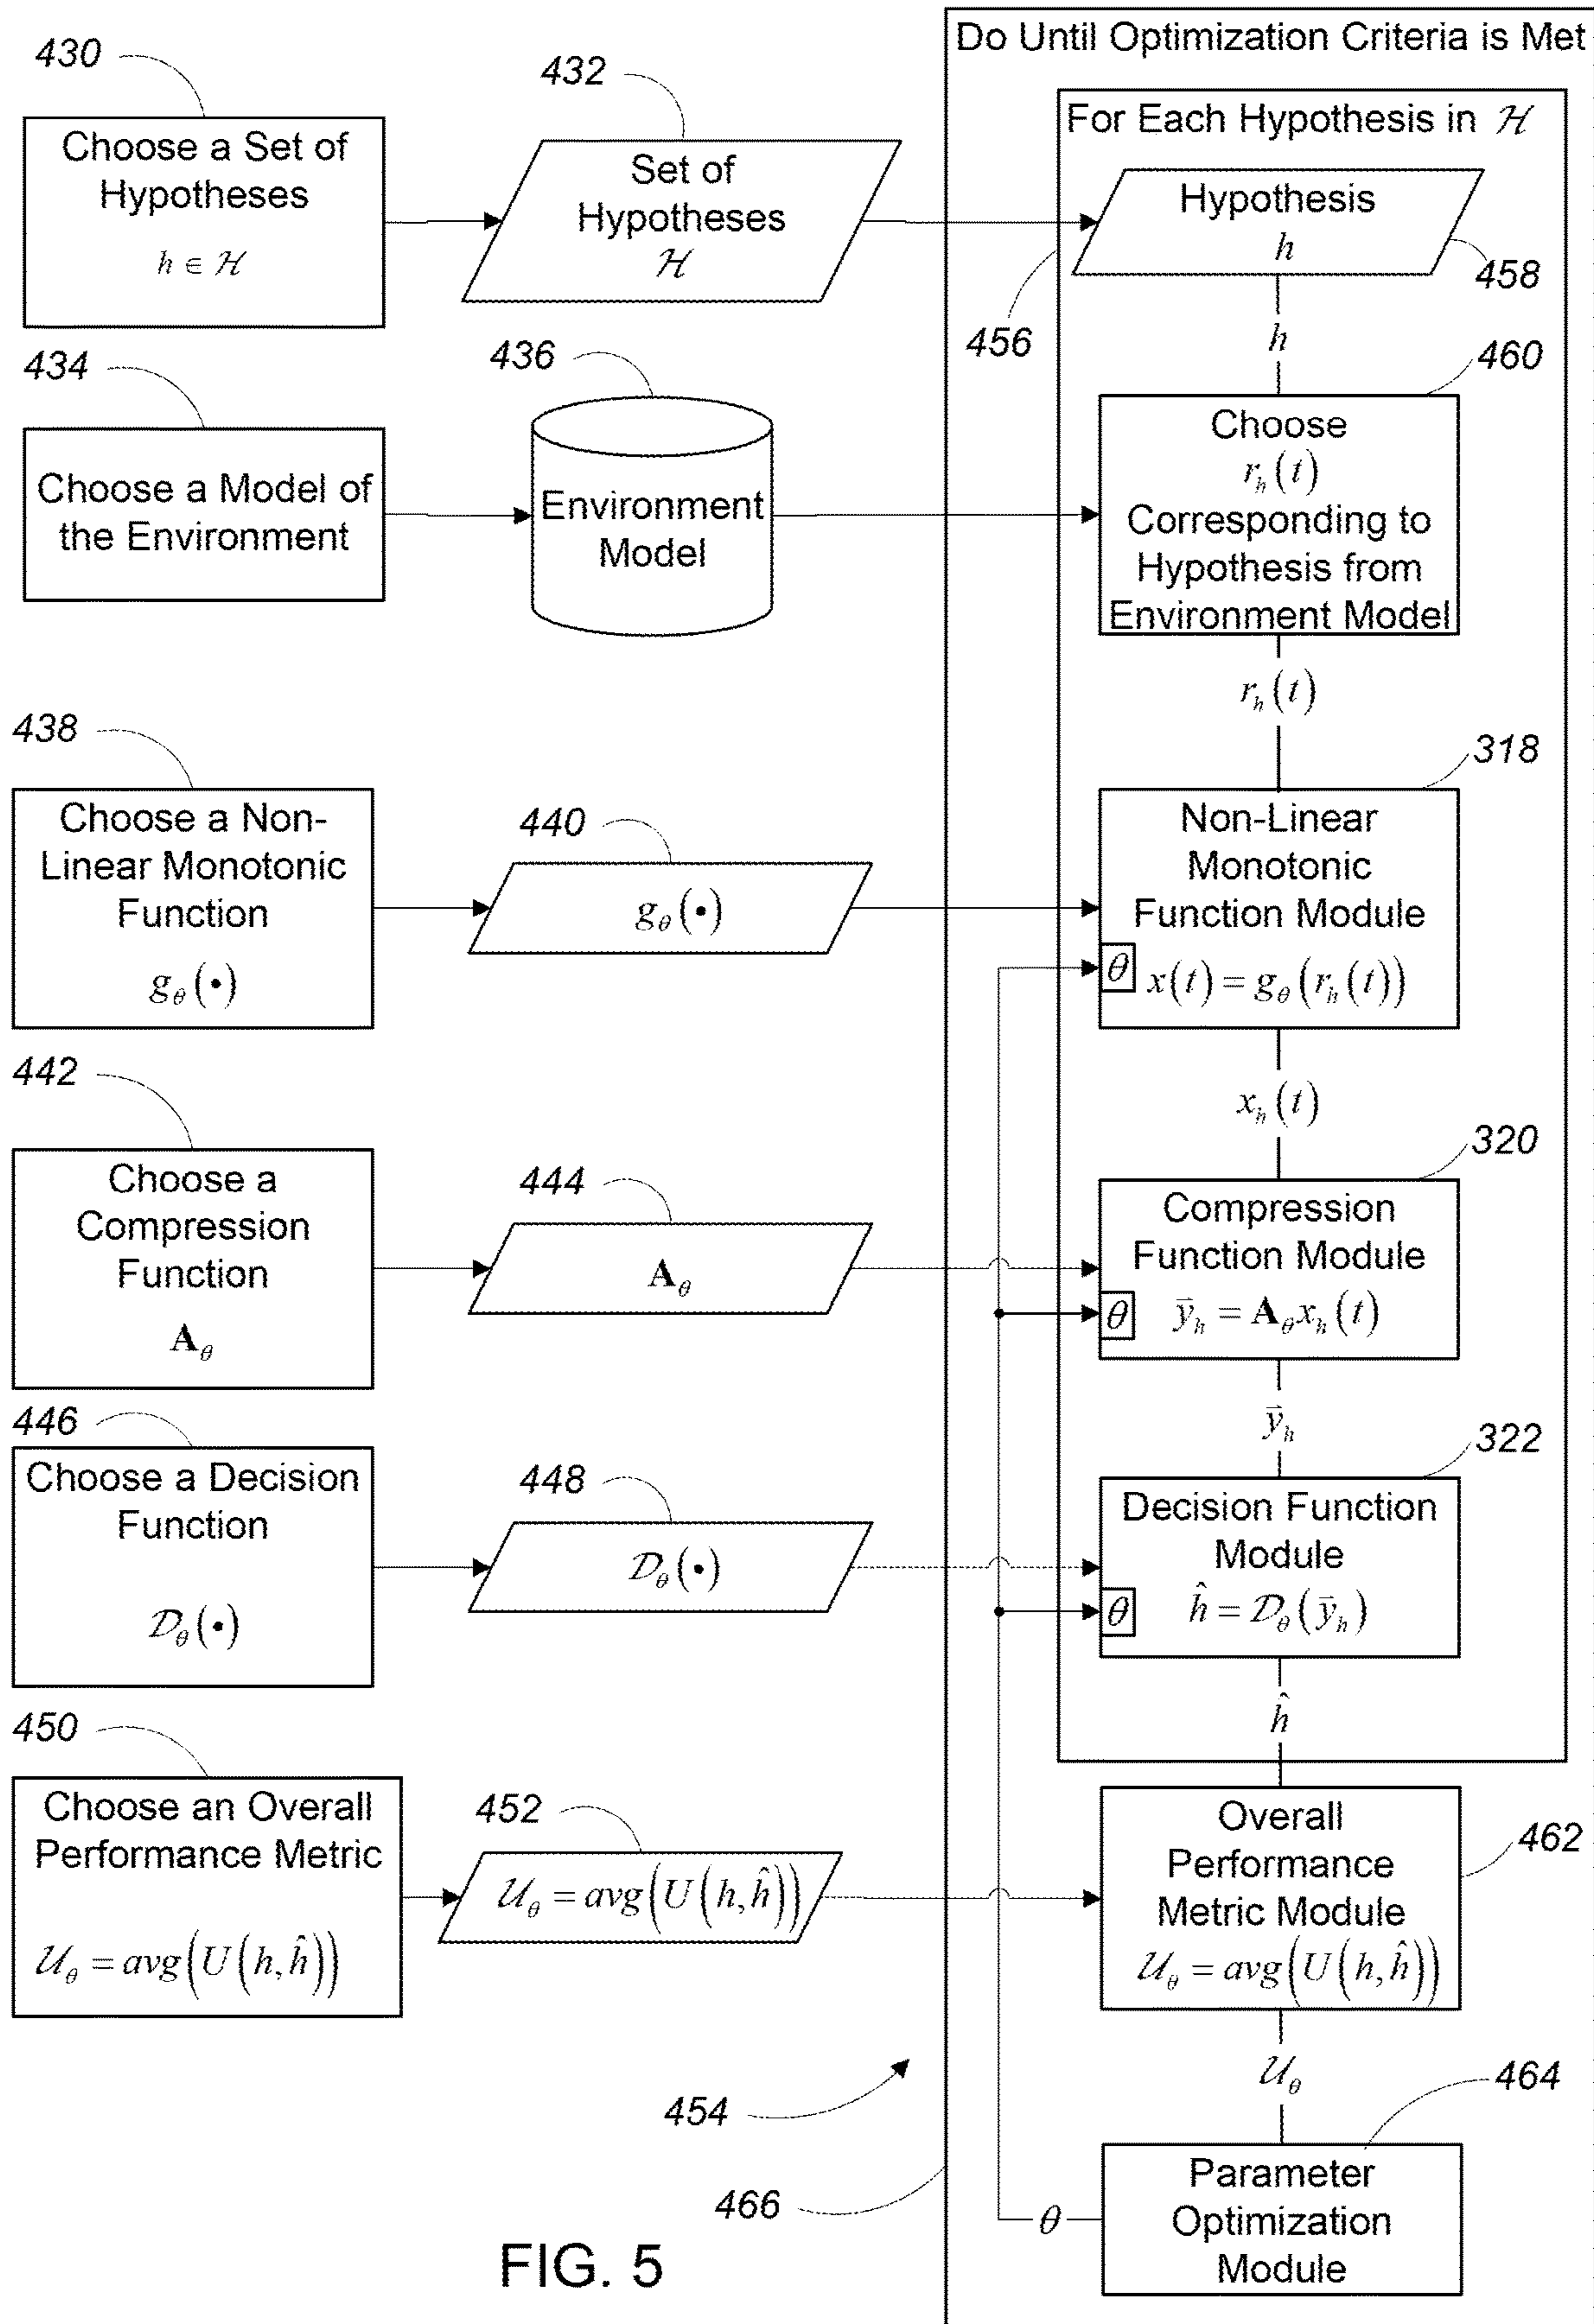 Do Until Optimization Criteria is Met
430
Choose a Set of
Hypotheses
h ∈ ℋ
432
Set of
Hypotheses
ℋ
For Each Hypothesis in ℋ
Hypothesis
h
458
456
h
434
Choose a Model of
the Environment
436
Environment
Model
460
Choose
r_h(t)
Corresponding to
Hypothesis from
Environment Model
r_h(t)
438
Choose a Non-
Linear Monotonic
Function
g_θ(•)
440
g_θ(•)
318
Non-Linear
Monotonic
Function Module
θ x(t) = g_θ(r_h(t))
x_h(t)
442
Choose a
Compression
Function
A_θ
444
A_θ
320
Compression
Function Module
θ y⃗_h = A_θ x_h(t)
y⃗_h
446
Choose a Decision
Function
𝒟_θ(•)
448
𝒟_θ(•)
322
Decision Function
Module
θ ĥ = 𝒟_θ(y⃗_h)
ĥ
450
Choose an Overall
Performance Metric
𝒰_θ = avg(U(h,ĥ))
452
𝒰_θ = avg(U(h,ĥ))
Overall
Performance
Metric Module
𝒰_θ = avg(U(h,ĥ))
462
𝒰_θ
454
464
466
θ
Parameter
Optimization
Module
FIG. 5